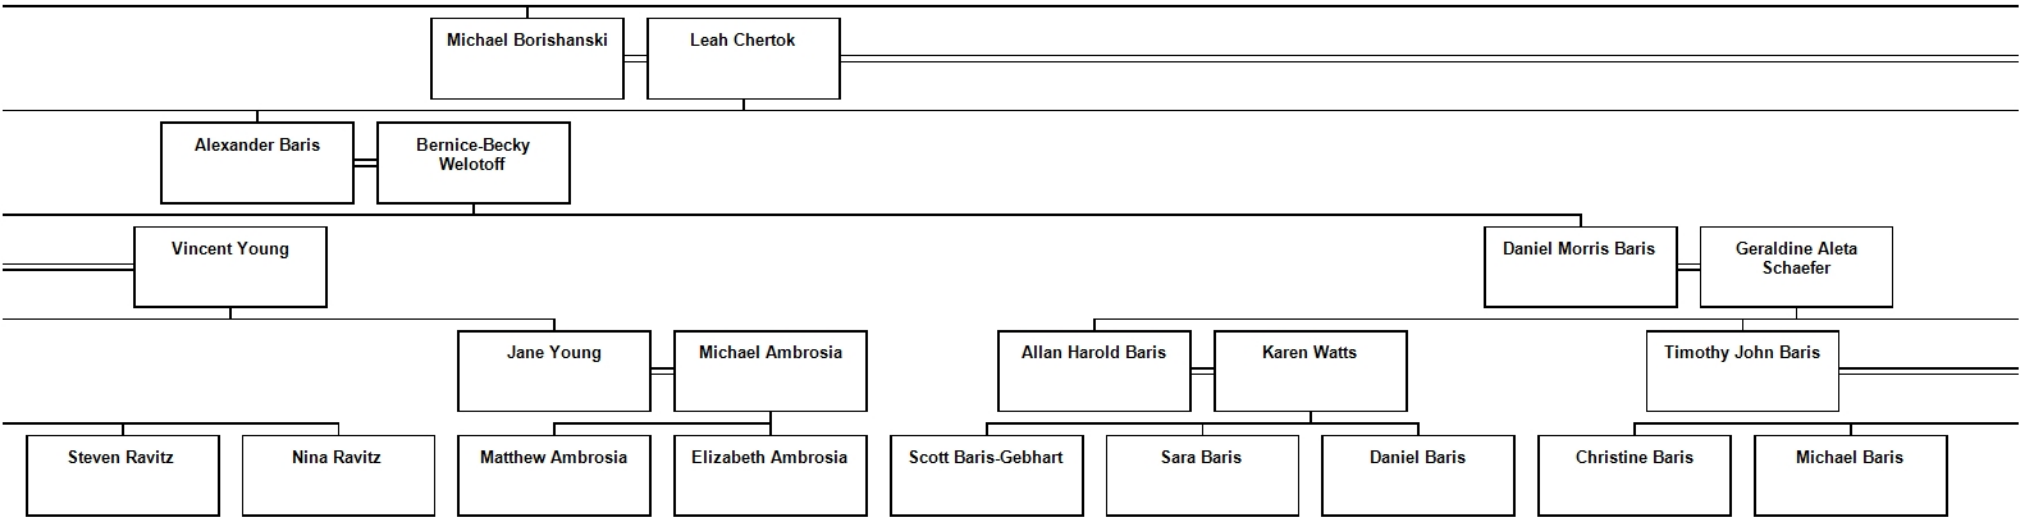 Michael Borishanski
Leah Chertok
Alexander Baris
Bernice-Becky
Welotoff
Vincent Young
Daniel Morris Baris
Geraldine Aleta
Schaefer
Jane Young
Michael Ambrosia
Allan Harold Baris
Karen Watts
Timothy John Baris
Steven Ravitz
Nina Ravitz
Matthew Ambrosia
Elizabeth Ambrosia
Scott Baris-Gebhart
Sara Baris
Daniel Baris
Christine Baris
Michael Baris